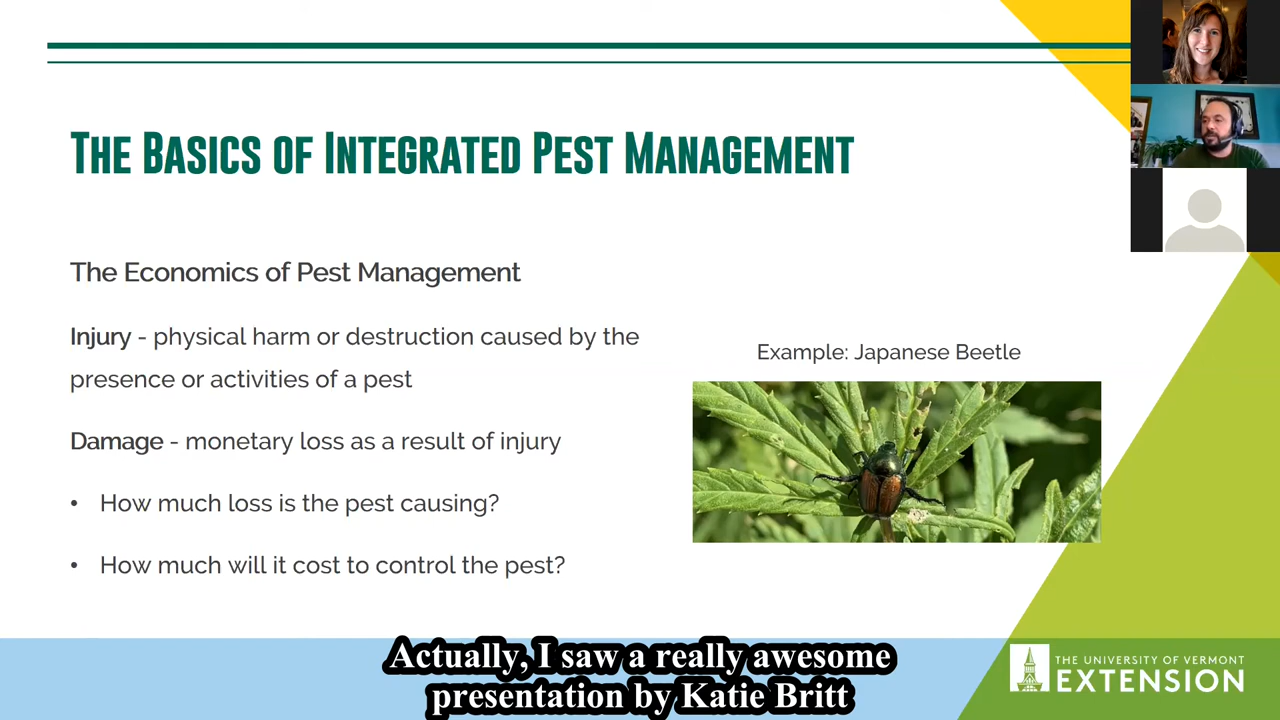 The Basics of Integrated Pest Management
The Economics of Pest Management
Injury - physical harm or destruction caused by the
presence or activities of a pest
Damage - monetary loss as a result of injury
• How much loss is the pest causing?
• How much will it cost to control the pest?
Example: Japanese Beetle
Actually, I saw a really awesome
presentation by Katie Britt
THE UNIVERSITY OF VERMONT
EXTENSION